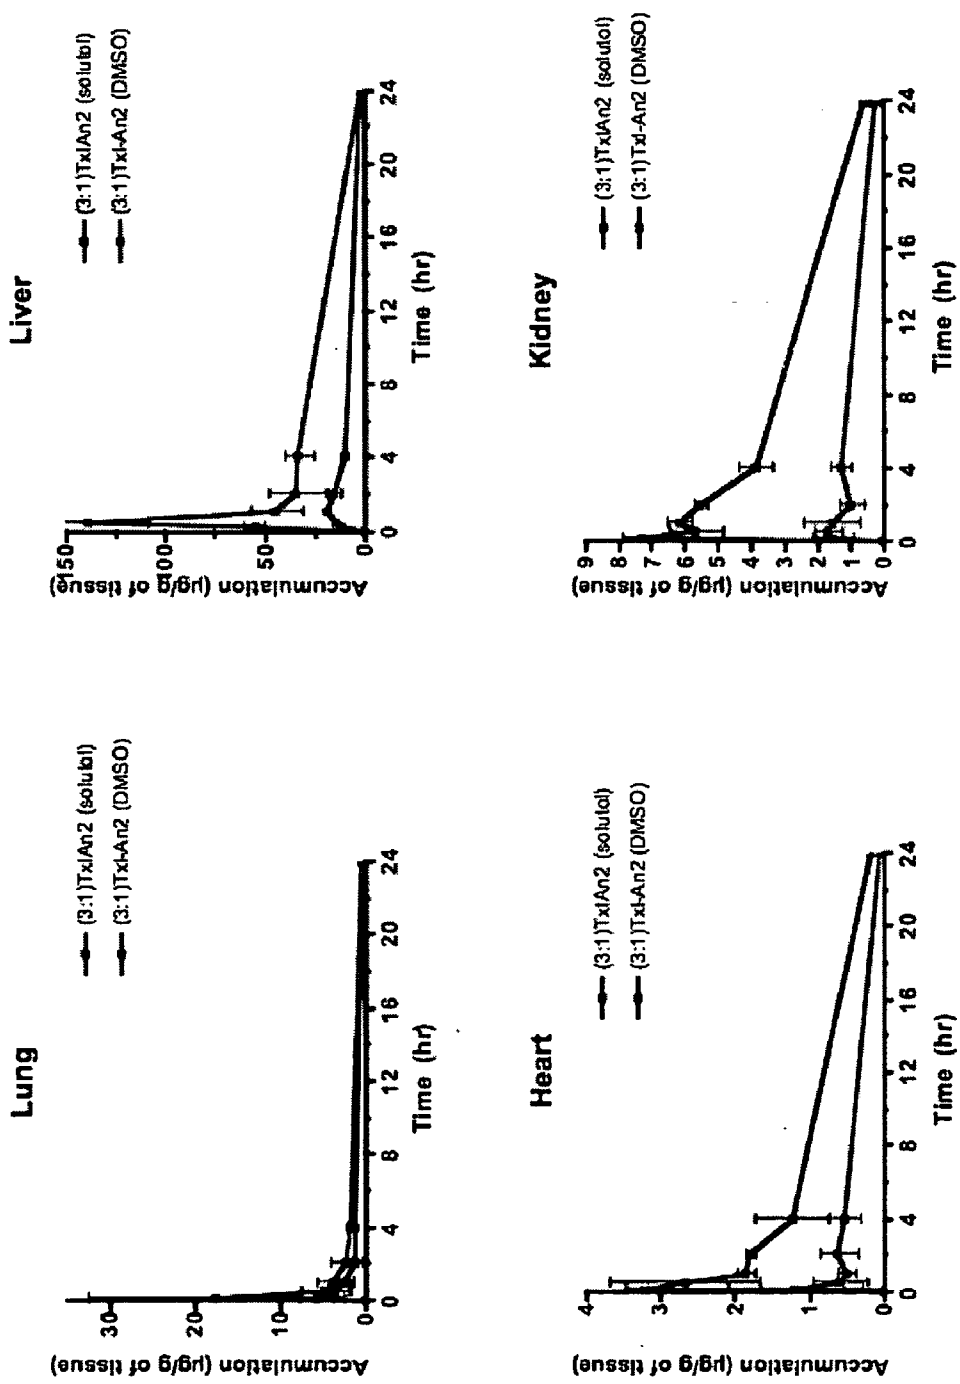 Lung
(3:1)TxlAn2 (solutol)
(3:1)Txl-An2 (DMSO)
Accumulation (µg/g of tissue)
30
20
10
0
0 4 8 12 16 20 24
Time (hr)
Liver
(3:1)TxlAn2 (solutol)
(3:1)Txl-An2 (DMSO)
Accumulation (µg/g of tissue)
150
100
50
0
0 4 8 12 16 20 24
Time (hr)
Heart
(3:1)TxlAn2 (solutol)
(3:1)Txl-An2 (DMSO)
Accumulation (µg/g of tissue)
4
3
2
1
0
0 4 8 12 16 20 24
Time (hr)
Kidney
(3:1)TxlAn2 (solutol)
(3:1)Txl-An2 (DMSO)
Accumulation (µg/g of tissue)
9
8
7
6
5
4
3
2
1
0
0 4 8 12 16 20 24
Time (hr)